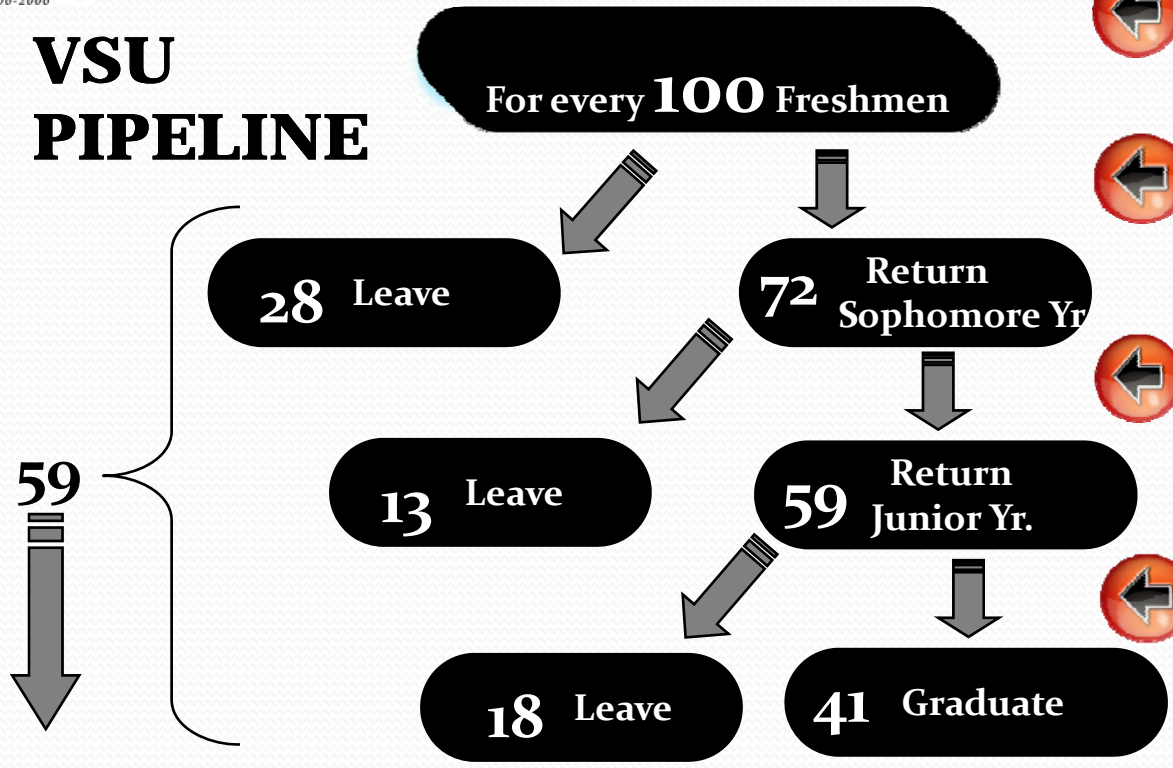 VSU
PIPELINE
For every 100 Freshmen
28 Leave
72 Return
Sophomore Yr
13 Leave
59 Return
Junior Yr.
59
18 Leave
41 Graduate